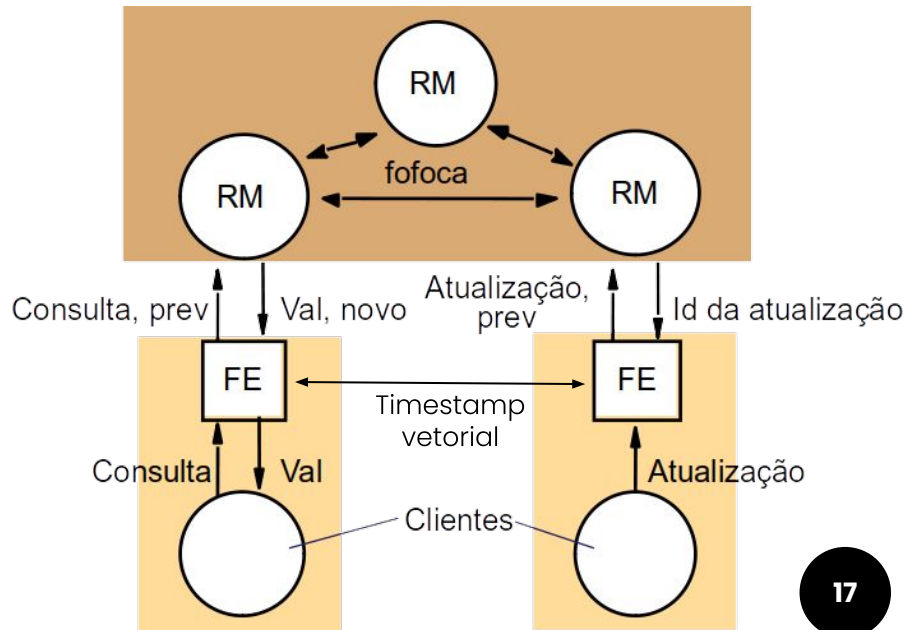 RM
RM
fofoca
RM
Consulta, prev
Val, novo
Atualização,
prev
Id da atualização
FE
FE
Timestamp
vetorial
Consulta
Val
Atualização
Clientes
17